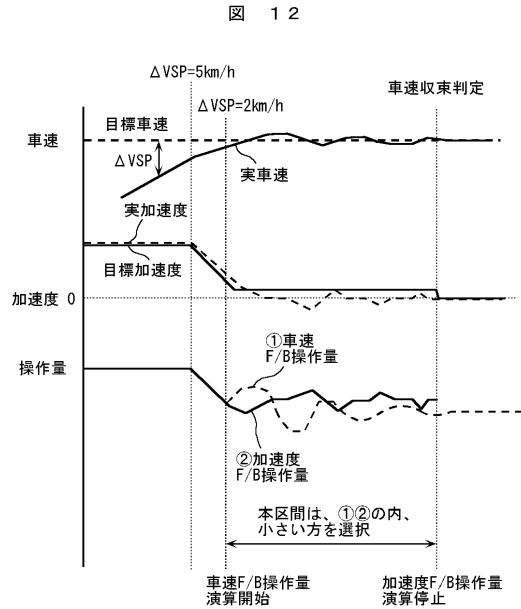 図 12
ΔVSP=5km/h
ΔVSP=2km/h
車速収束判定
目標車速
車速
ΔVSP
実車速
実加速度
目標加速度
加速度 0
操作量
①車速
F/B操作量
②加速度
F/B操作量
本区間は、①②の内、
小さい方を選択
車速F/B操作量
演算開始
加速度F/B操作量
演算停止